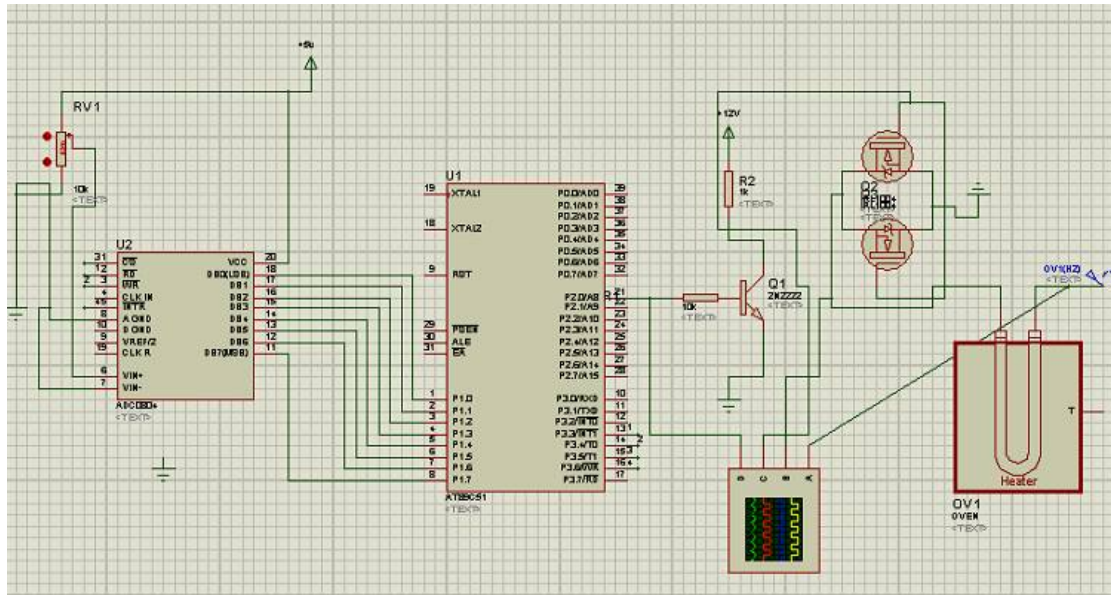 +5v
RV1
10k
<TEXT>
U2
31
12
3
4
8
10
9
19
6
7
CS
RD
WR
CLK IN
INTR
A GND
D GND
VREF/2
CLK R
VIN+
VIN-
VCC
DB0(LSB)
DB1
DB2
DB3
DB4
DB5
DB6
DB7(MSB)
20
18
17
16
15
14
13
12
11
ADC0804
<TEXT>
U1
19
18
9
29
30
31
1
2
3
4
5
6
7
8
XTAL1
XTAL2
RST
PSEN
ALE
EA
P1.0
P1.1
P1.2
P1.3
P1.4
P1.5
P1.6
P1.7
P0.0/AD0
P0.1/AD1
P0.2/AD2
P0.3/AD3
P0.4/AD4
P0.5/AD5
P0.6/AD6
P0.7/AD7
P2.0/A8
P2.1/A9
P2.2/A10
P2.3/A11
P2.4/A12
P2.5/A13
P2.6/A14
P2.7/A15
P3.0/RXD
P3.1/TXD
P3.2/INT0
P3.3/INT1
P3.4/T0
P3.5/T1
P3.6/WR
P3.7/RD
39
38
37
36
35
34
33
32
21
22
23
24
25
26
27
28
10
11
12
13
14
15
16
17
AT89C51
<TEXT>
R1
10k
<TEXT>
+12V
R2
1k
<TEXT>
Q1
2N2222
<TEXT>
Q2
<TEXT>
D
C
B
A
OV1(H2)
T
Heater
OV1
OVEN
<TEXT>